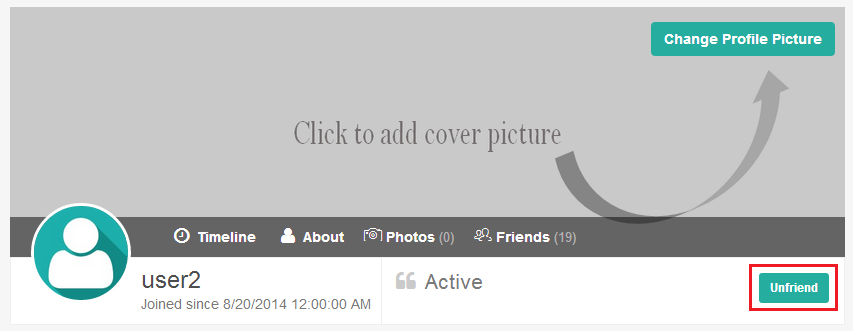 Change Profile Picture
Click to add cover picture
Timeline About Photos (0) Friends (19)
user2
Joined since 8/20/2014 12:00:00 AM
Active
Unfriend